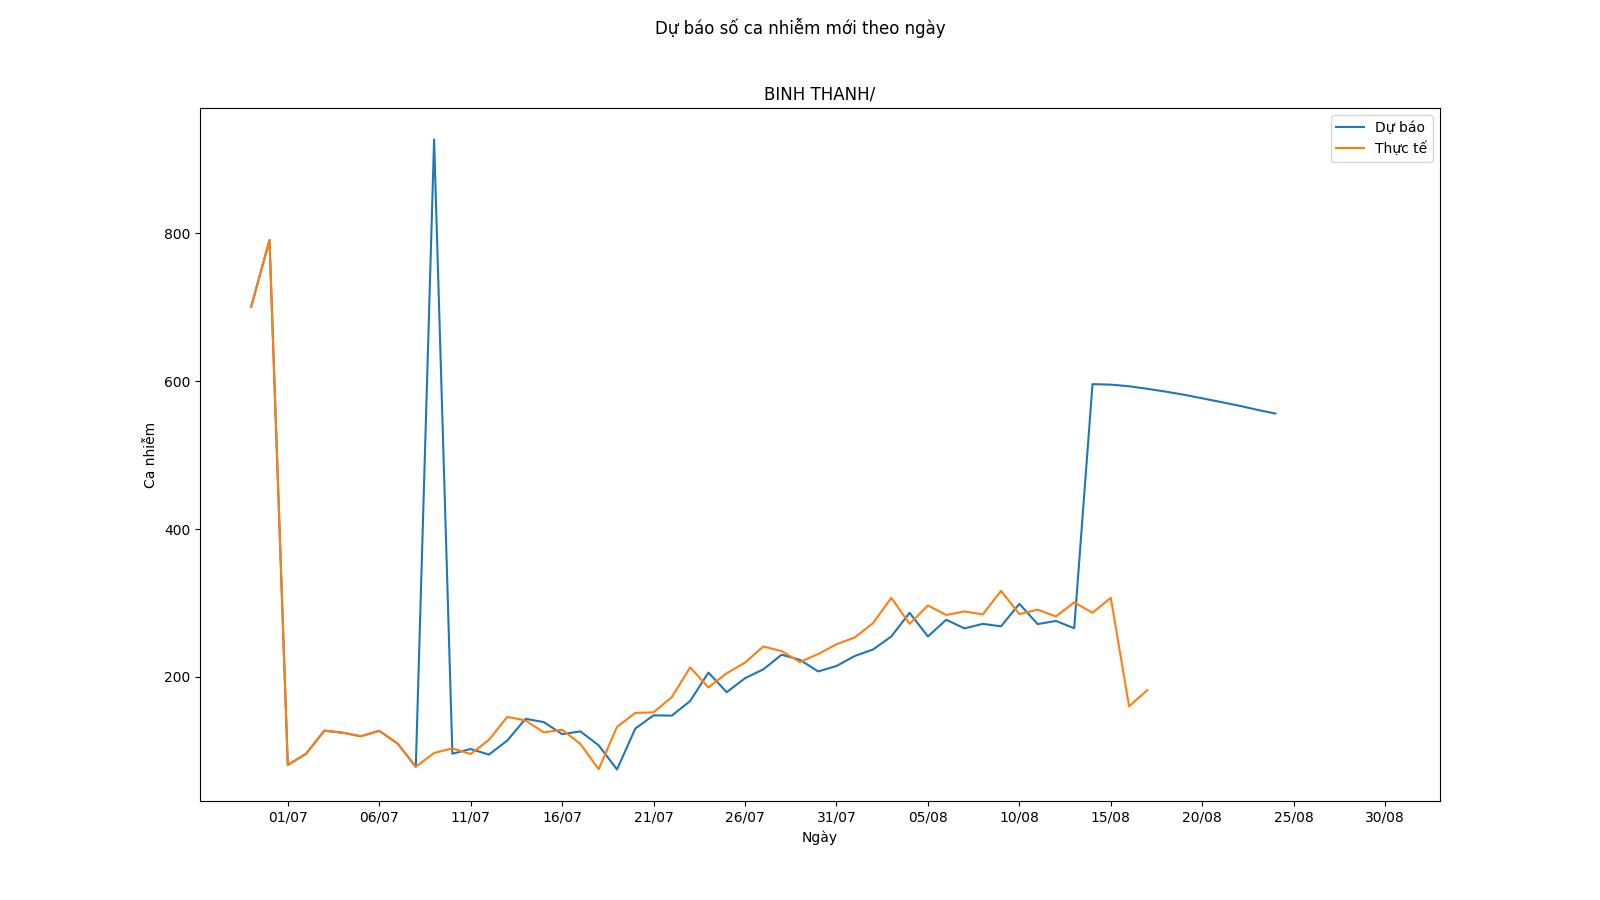 Dự báo số ca nhiễm mới theo ngày
BINH THANH/
Dự báo
Thực tế
800
600
400
200
Ca nhiễm
01/07 06/07 11/07 16/07 21/07 26/07 31/07 05/08 10/08 15/08 20/08 25/08 30/08
Ngày